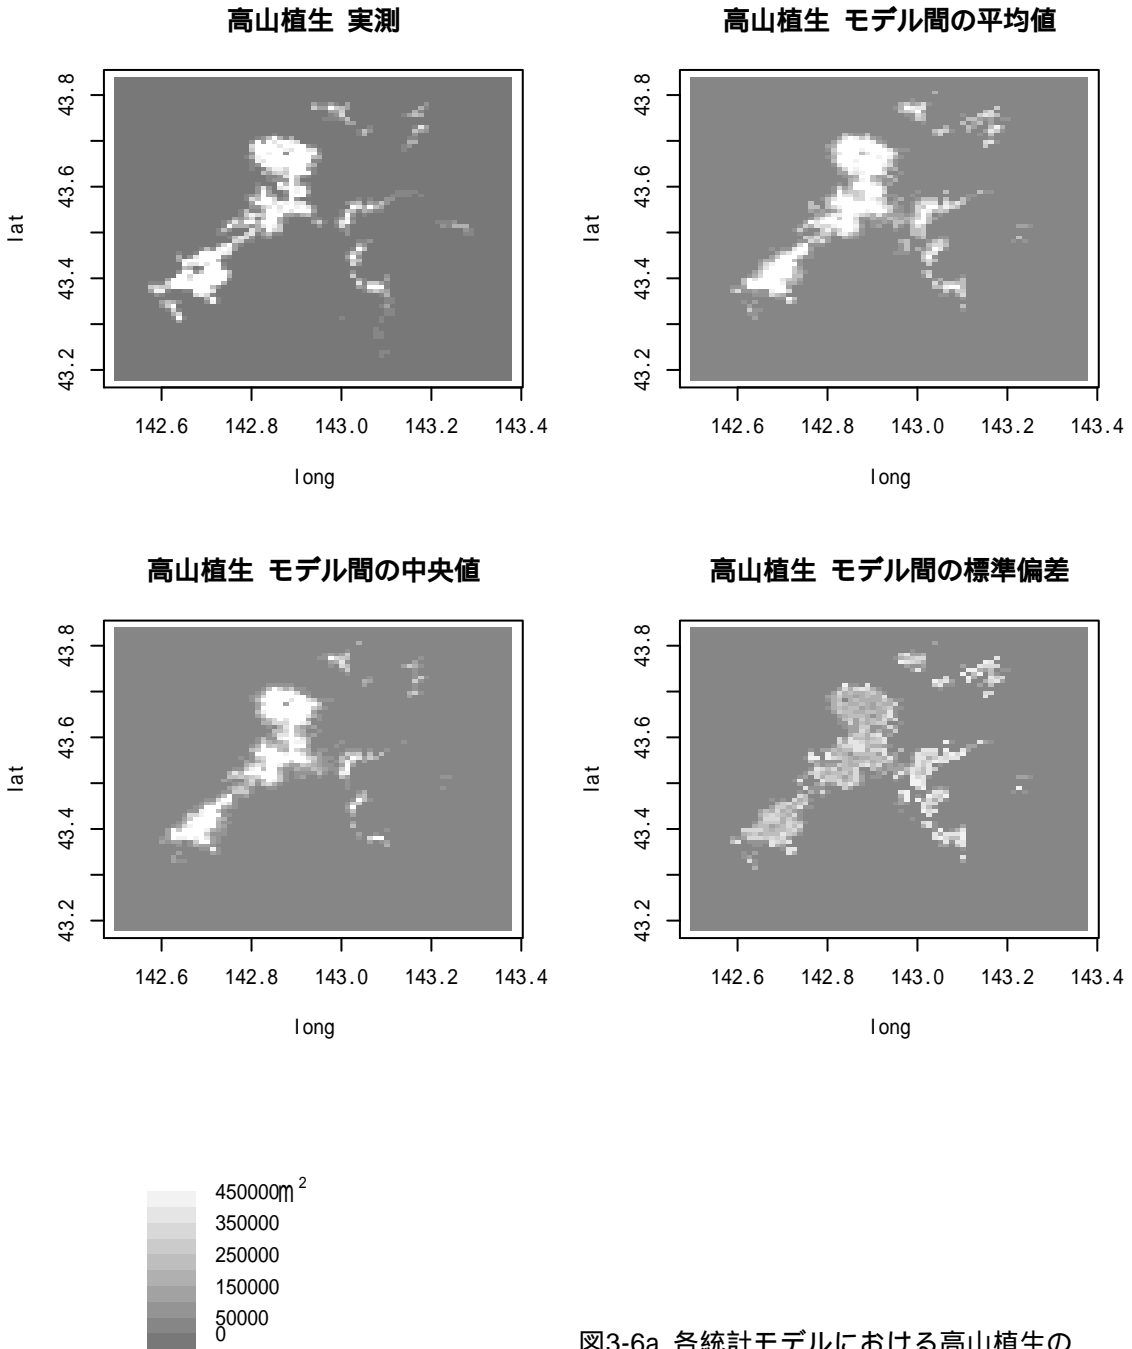 高山植生 実測
43.8
43.6
43.4
43.2
lat
142.6 142.8 143.0 143.2 143.4
long
高山植生 モデル間の平均値
43.8
43.6
43.4
43.2
lat
142.6 142.8 143.0 143.2 143.4
long
高山植生 モデル間の中央値
43.8
43.6
43.4
43.2
lat
142.6 142.8 143.0 143.2 143.4
long
高山植生 モデル間の標準偏差
43.8
43.6
43.4
43.2
lat
142.6 142.8 143.0 143.2 143.4
long
450000m²
350000
250000
150000
50000
0
図3-6a 各統計モデルにおける高山植生の